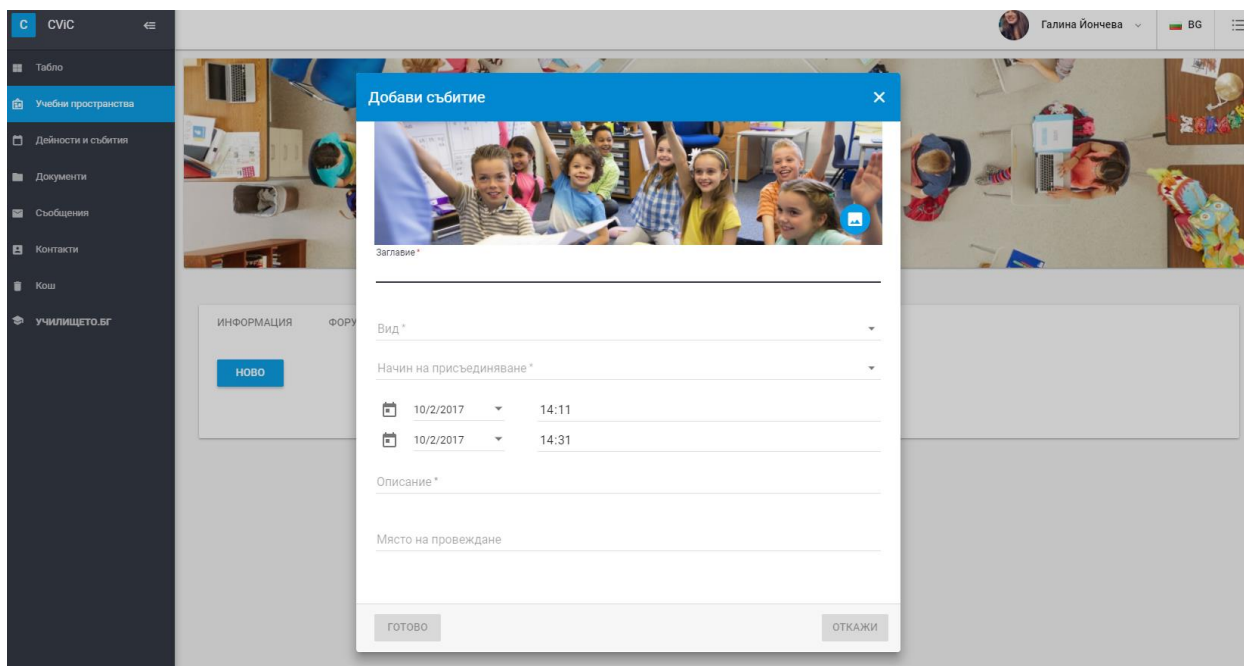 C CViC
Галина Йончева
BG
Табло
Учебни пространства
Дейности и събития
Документи
Съобщения
Контакти
Кош
УЧИЛИЩЕТО.БГ
ИНФОРМАЦИЯ ФОРУ
НОВО
Добави събитие
Заглавие *
Вид *
Начин на присъединяване *
10/2/2017 14:11
10/2/2017 14:31
Описание *
Място на провеждане
ГОТОВО ОТКАЖИ